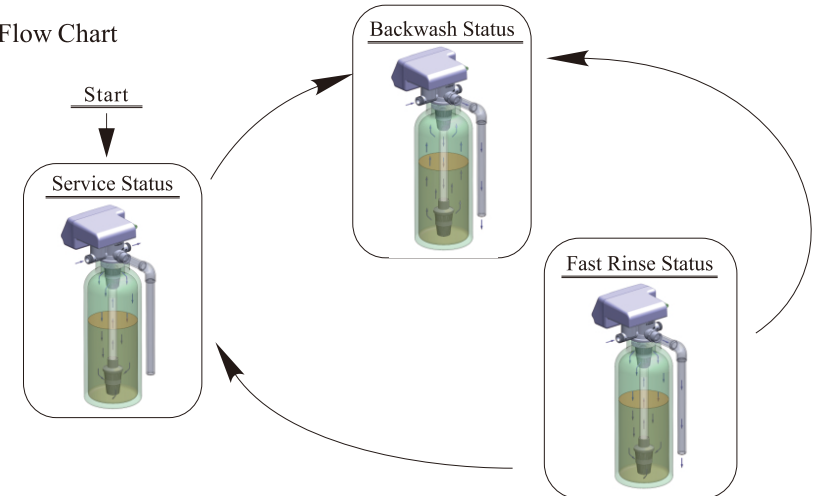 Flow Chart
Start
Service Status
Backwash Status
Fast Rinse Status